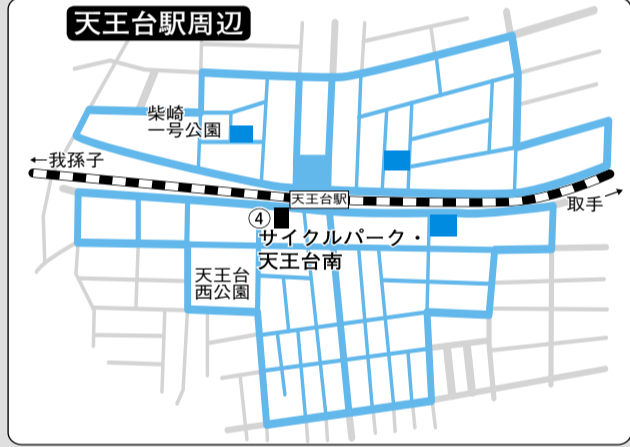 天王台駅周辺
柴崎
一号公園
←我孫子
天王台駅
取手→
④
サイクルパーク・
天王台南
天王台
西公園